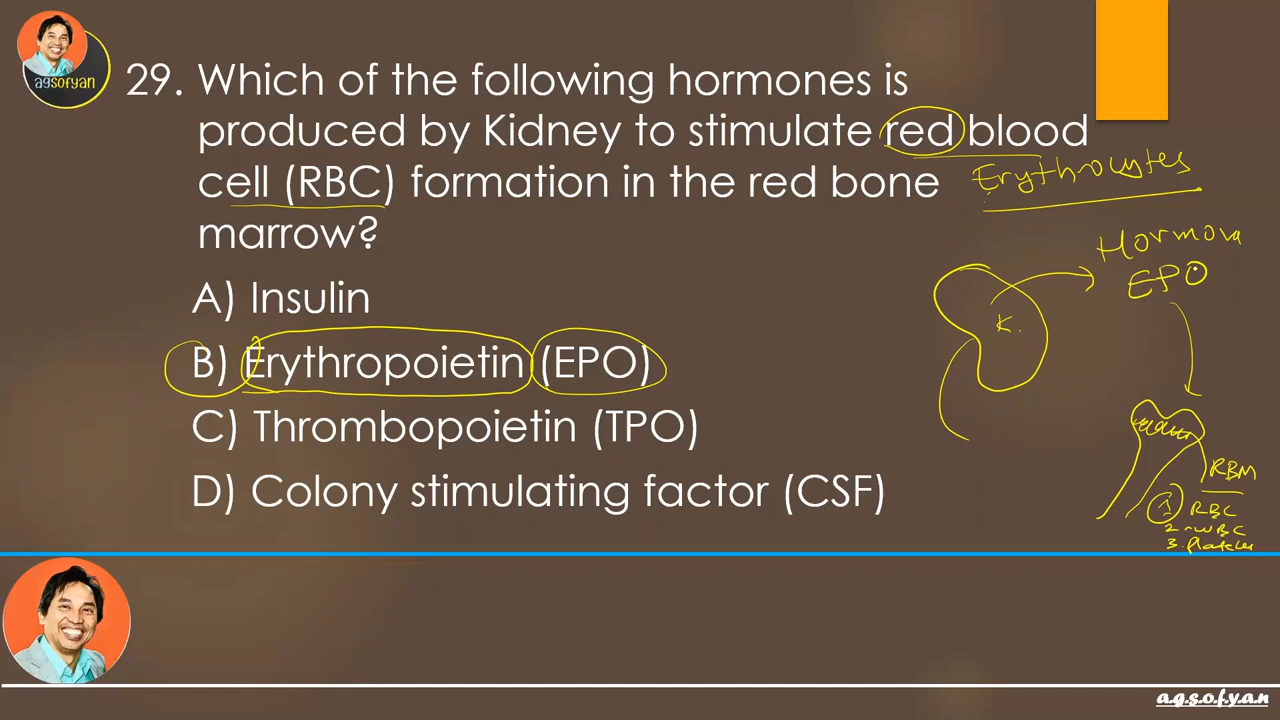 agsofyan
29. Which of the following hormones is
produced by Kidney to stimulate red blood
cell (RBC) formation in the red bone
marrow?
Erythrocytes
Hormona
EPO
K.
A) Insulin
B) Erythropoietin (EPO)
C) Thrombopoietin (TPO)
D) Colony stimulating factor (CSF)
RBM
1 RBC
2. WBC
3. Platelets
a.g.s.o.f.y.a.n